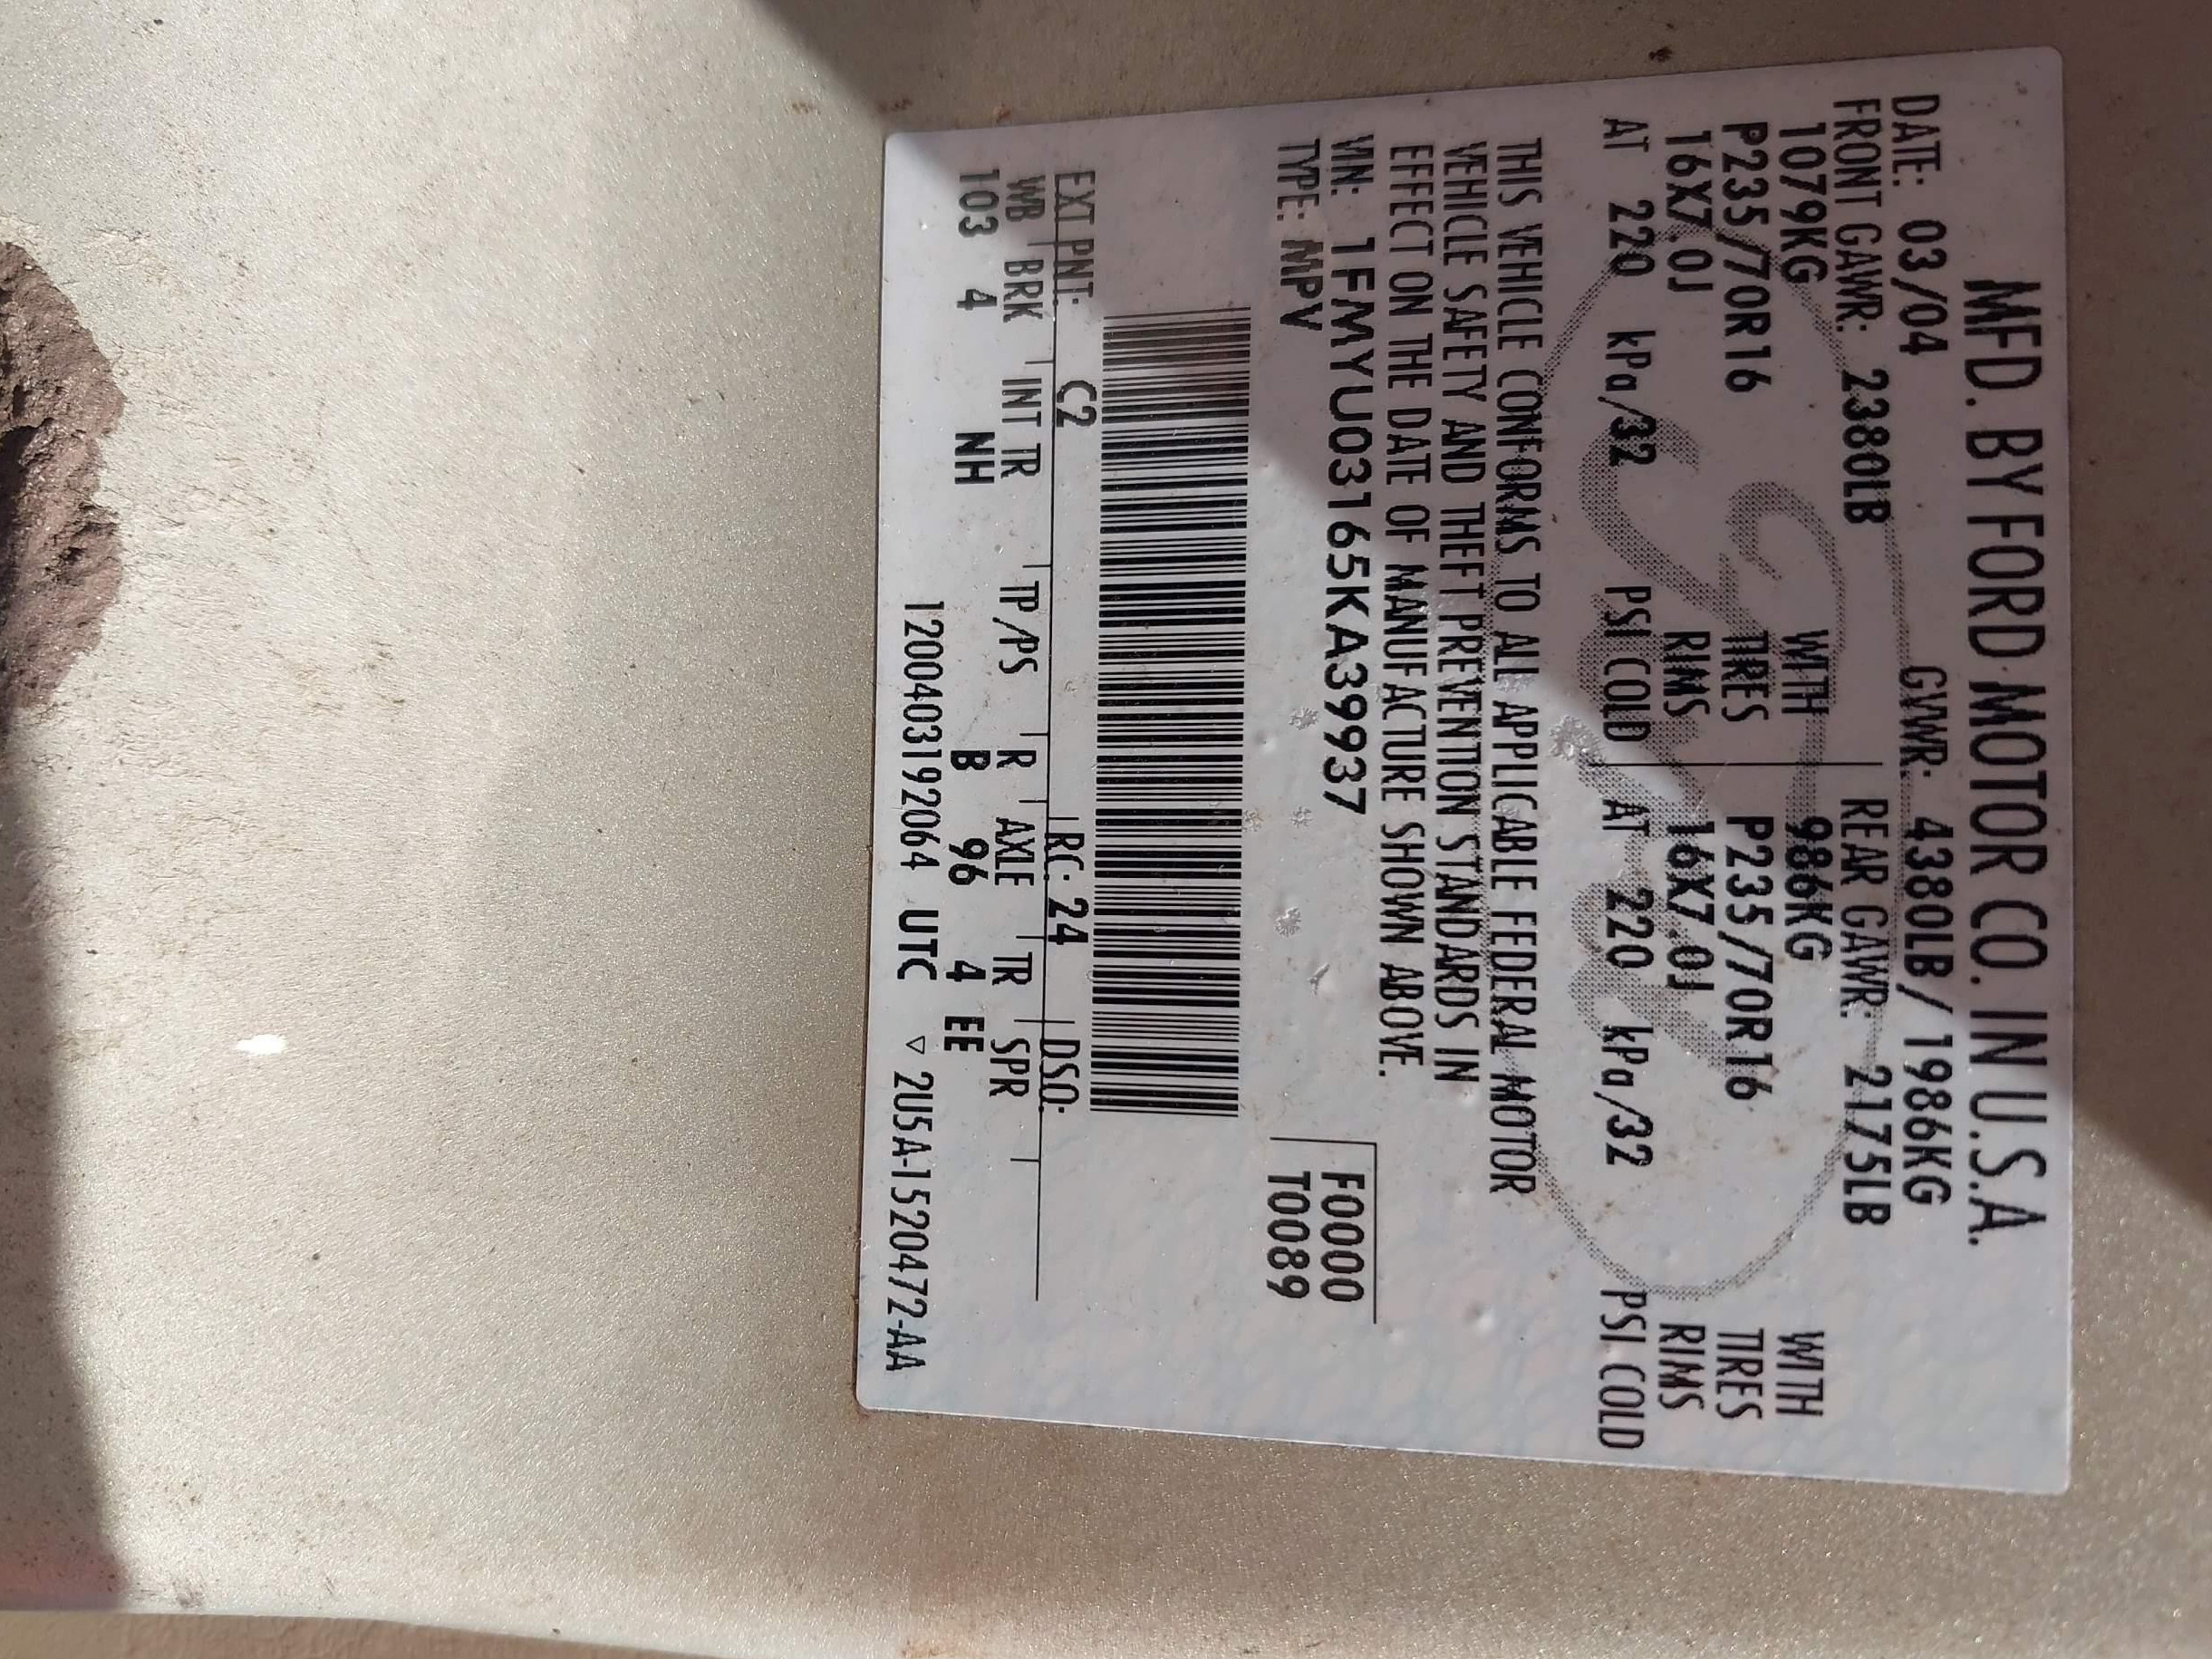 MFD. BY FORD MOTOR CO. IN U.S.A.
DATE: 03/04 GVWR: 4380LB/ 1986KG
FRONT GAWR: 2380LB REAR GAWR: 2175LB
1079KG WITH 986KG WITH
P235/70R16 TIRES P235/70R16 TIRES
16X7.0J RIMS 16X7.0J RIMS
AT 220 kPa/32 PSI COLD AT 220 kPa/32 PSI COLD
THIS VEHICLE CONFORMS TO ALL APPLICABLE FEDERAL MOTOR
VEHICLE SAFETY AND THEFT PREVENTION STANDARDS IN
EFFECT ON THE DATE OF MANUFACTURE SHOWN ABOVE.
VIN: 1FMYU03165KA39937 F0000
TYPE: MPV T0089
EXT PNT: C2 RC: 24 DSO:
WB BRK INT TR TP/PS R AXLE TR SPR
103 4 NH B 96 4 EE
1200403192064 UTC ▽ 2U5A-1520472-AA